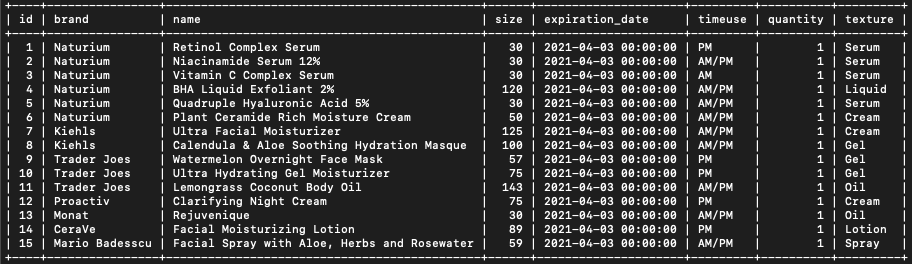 | id | brand | name | size | expiration_date | timeuse | quantity | texture |
| 1 | Naturium | Retinol Complex Serum | 30 | 2021-04-03 00:00:00 | PM | 1 | Serum |
| 2 | Naturium | Niacinamide Serum 12% | 30 | 2021-04-03 00:00:00 | AM/PM | 1 | Serum |
| 3 | Naturium | Vitamin C Complex Serum | 30 | 2021-04-03 00:00:00 | AM | 1 | Serum |
| 4 | Naturium | BHA Liquid Exfoliant 2% | 120 | 2021-04-03 00:00:00 | AM/PM | 1 | Liquid |
| 5 | Naturium | Quadruple Hyaluronic Acid 5% | 30 | 2021-04-03 00:00:00 | AM/PM | 1 | Serum |
| 6 | Naturium | Plant Ceramide Rich Moisture Cream | 50 | 2021-04-03 00:00:00 | AM/PM | 1 | Cream |
| 7 | Kiehls | Ultra Facial Moisturizer | 125 | 2021-04-03 00:00:00 | AM/PM | 1 | Cream |
| 8 | Kiehls | Calendula & Aloe Soothing Hydration Masque | 100 | 2021-04-03 00:00:00 | AM/PM | 1 | Gel |
| 9 | Trader Joes | Watermelon Overnight Face Mask | 57 | 2021-04-03 00:00:00 | PM | 1 | Gel |
| 10 | Trader Joes | Ultra Hydrating Gel Moisturizer | 75 | 2021-04-03 00:00:00 | PM | 1 | Gel |
| 11 | Trader Joes | Lemongrass Coconut Body Oil | 143 | 2021-04-03 00:00:00 | AM/PM | 1 | Oil |
| 12 | Proactiv | Clarifying Night Cream | 75 | 2021-04-03 00:00:00 | PM | 1 | Cream |
| 13 | Monat | Rejuvenique | 30 | 2021-04-03 00:00:00 | AM/PM | 1 | Oil |
| 14 | CeraVe | Facial Moisturizing Lotion | 89 | 2021-04-03 00:00:00 | PM | 1 | Lotion |
| 15 | Mario Badesscu | Facial Spray with Aloe, Herbs and Rosewater | 59 | 2021-04-03 00:00:00 | AM/PM | 1 | Spray |